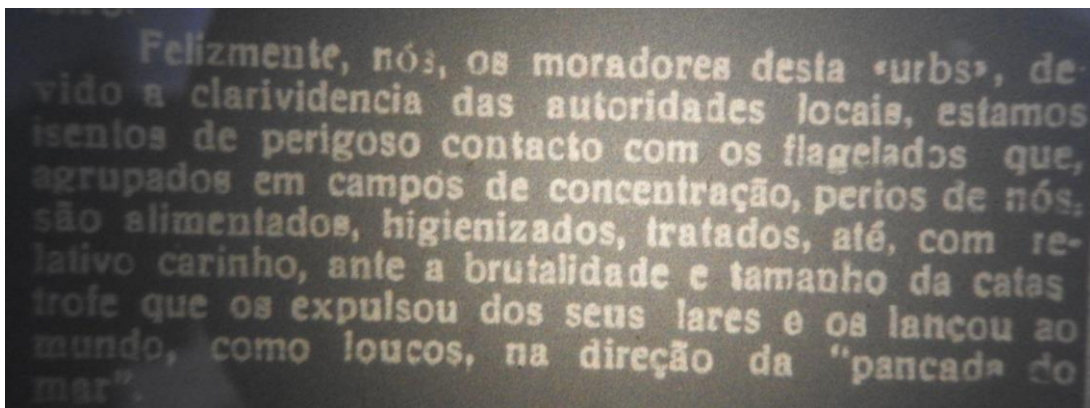 Felizmente, nós, os moradores desta «urbs», de-
vido a clarividencia das autoridades locais, estamos
isentos de perigoso contacto com os flagelados que,
agrupados em campos de concentração, pertos de nós,
são alimentados, higienizados, tratados, até, com re-
lativo carinho, ante a brutalidade e tamanho da catas
trofe que os expulsou dos seus lares e os lançou ao
mundo, como loucos, na direção da "pancada do
mar".